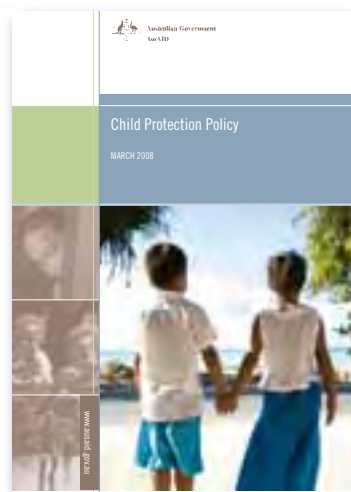 Australian Government
AusAID
Child Protection Policy
MARCH 2008
www.ausaid.gov.au